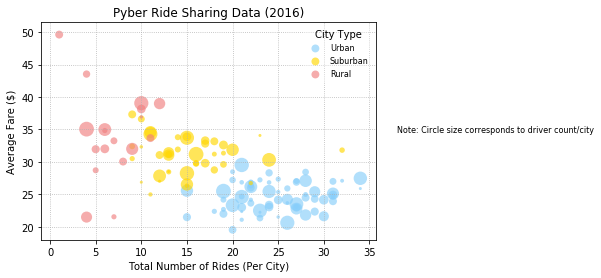 Pyber Ride Sharing Data (2016)
50
45
40
35
30
25
20
Average Fare ($)
City Type
Urban
Suburban
Rural
Note: Circle size corresponds to driver count/city
0
5
10
15
20
25
30
35
Total Number of Rides (Per City)